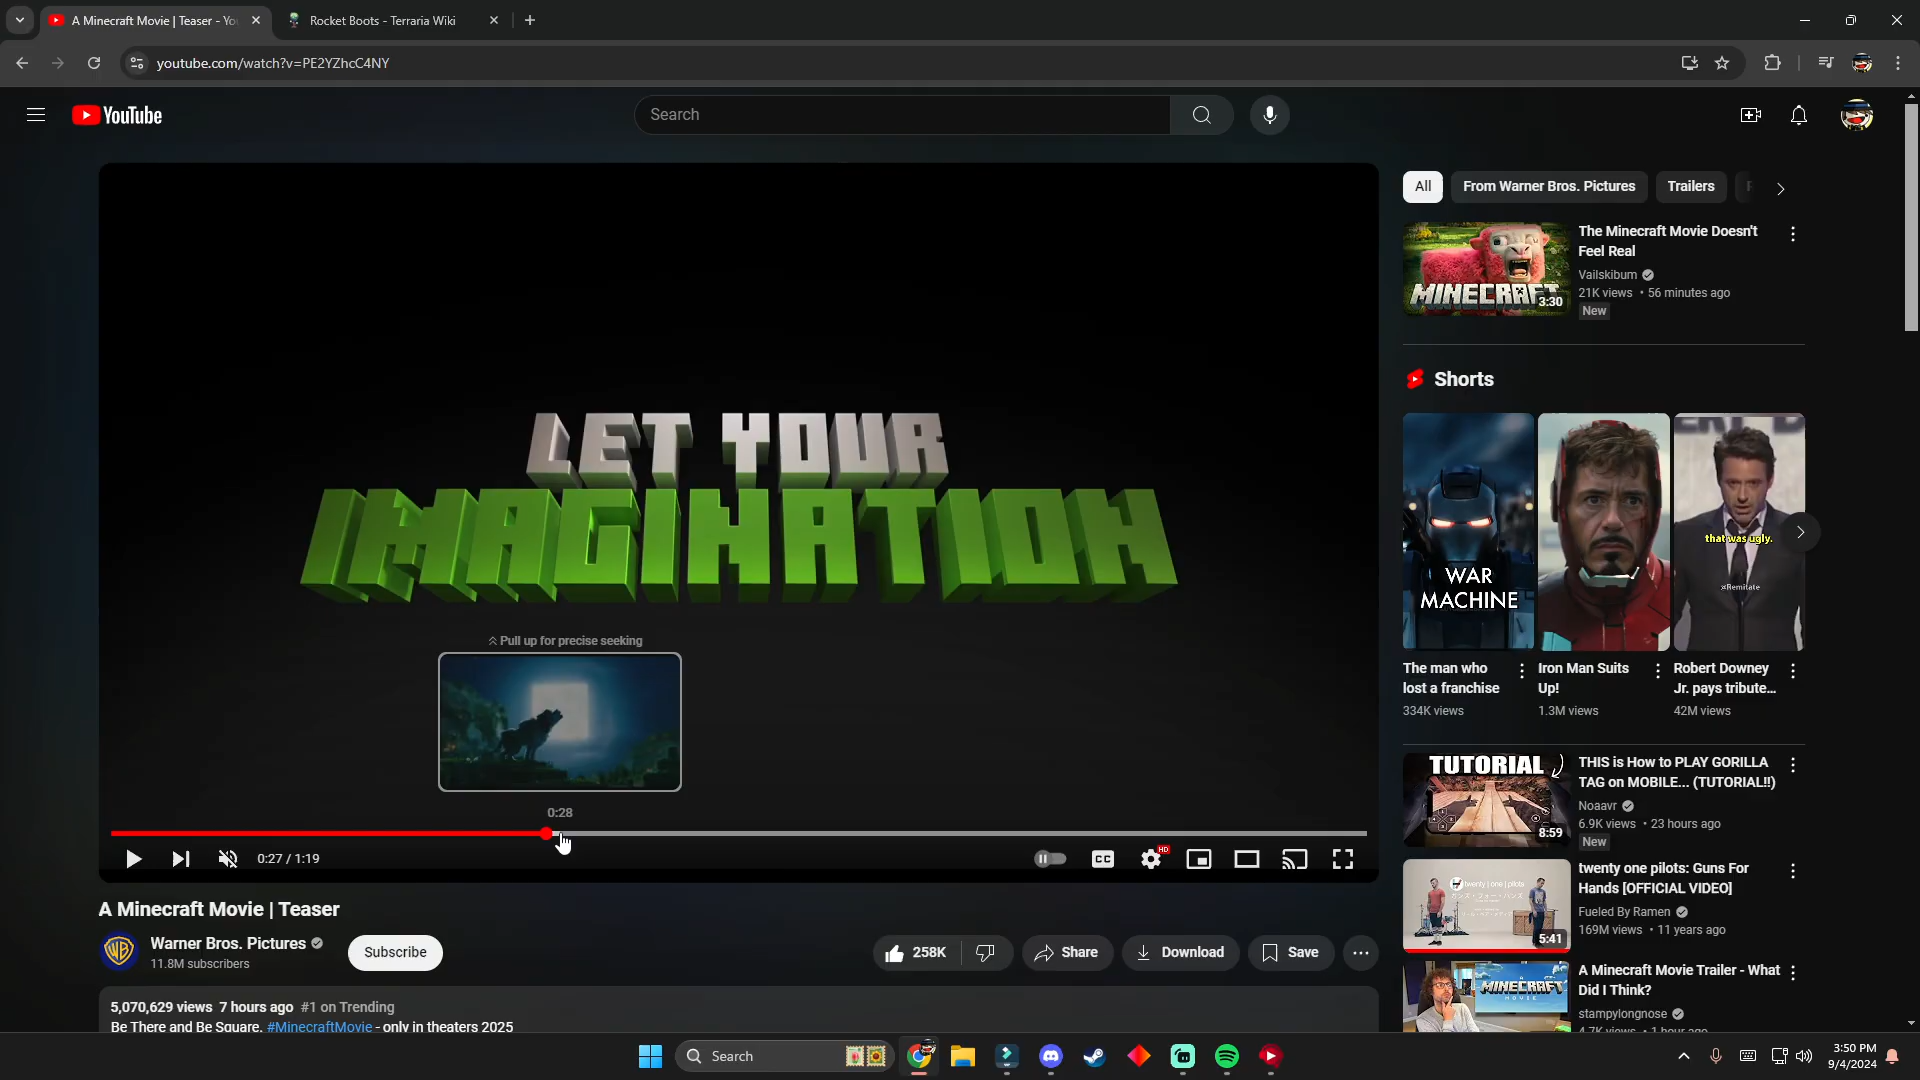 A Minecraft Movie | Teaser - Yo
Rocket Boots - Terraria Wiki
youtube.com/watch?v=PE2YZhcC4NY
YouTube
Search
LET YOUR
IMAGINATION
Pull up for precise seeking
0:28
0:27 / 1:19
CC
HD
A Minecraft Movie | Teaser
WB
Warner Bros. Pictures
11.8M subscribers
Subscribe
258K
Share
Download
Save
5,070,629 views 7 hours ago #1 on Trending
Be There and Be Square. #MinecraftMovie - only in theaters 2025
All
From Warner Bros. Pictures
Trailers
MINECRAFT
3:30
The Minecraft Movie Doesn't
Feel Real
Vailskibum
21K views • 56 minutes ago
New
Shorts
WAR
MACHINE
that was ugly.
The man who
lost a franchise
334K views
Iron Man Suits
Up!
1.3M views
Robert Downey
Jr. pays tribute...
42M views
TUTORIAL
8:59
THIS is How to PLAY GORILLA
TAG on MOBILE... (TUTORIAL!!)
Noaavr
6.9K views • 23 hours ago
New
twenty one pilots
5:41
twenty one pilots: Guns For
Hands [OFFICIAL VIDEO]
Fueled By Ramen
169M views • 11 years ago
MINECRAFT
MOVIE
A Minecraft Movie Trailer - What
Did I Think?
stampylongnose
4.7K views • 1 hour ago
Search
3:50 PM
9/4/2024